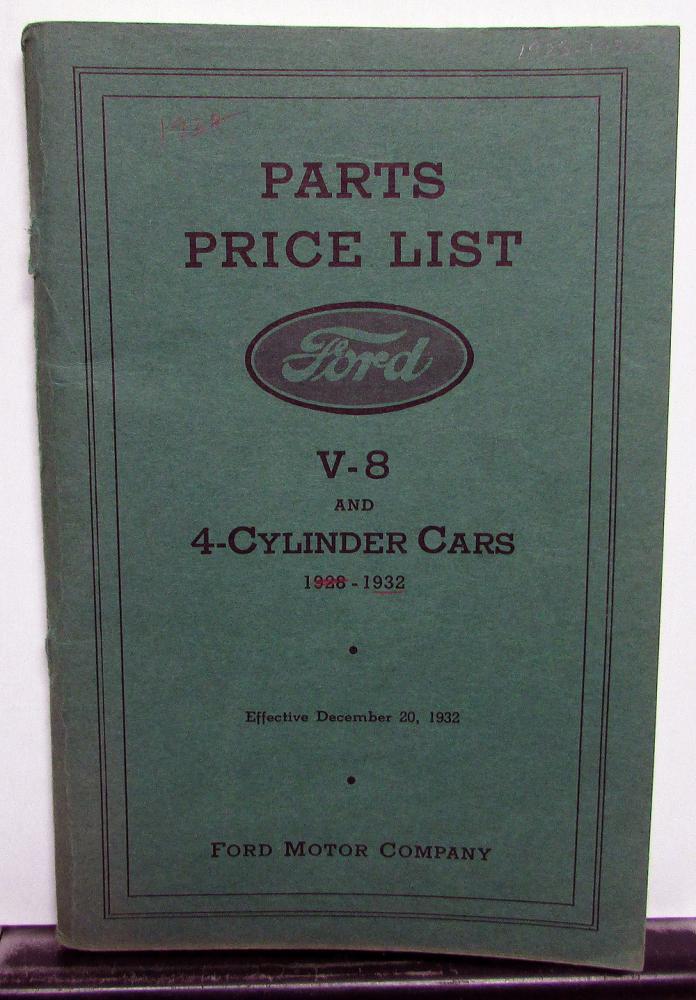 1928-1932
PARTS
PRICE LIST
Ford
V-8
AND
4-CYLINDER CARS
1928 - 1932
Effective December 20, 1932
FORD MOTOR COMPANY